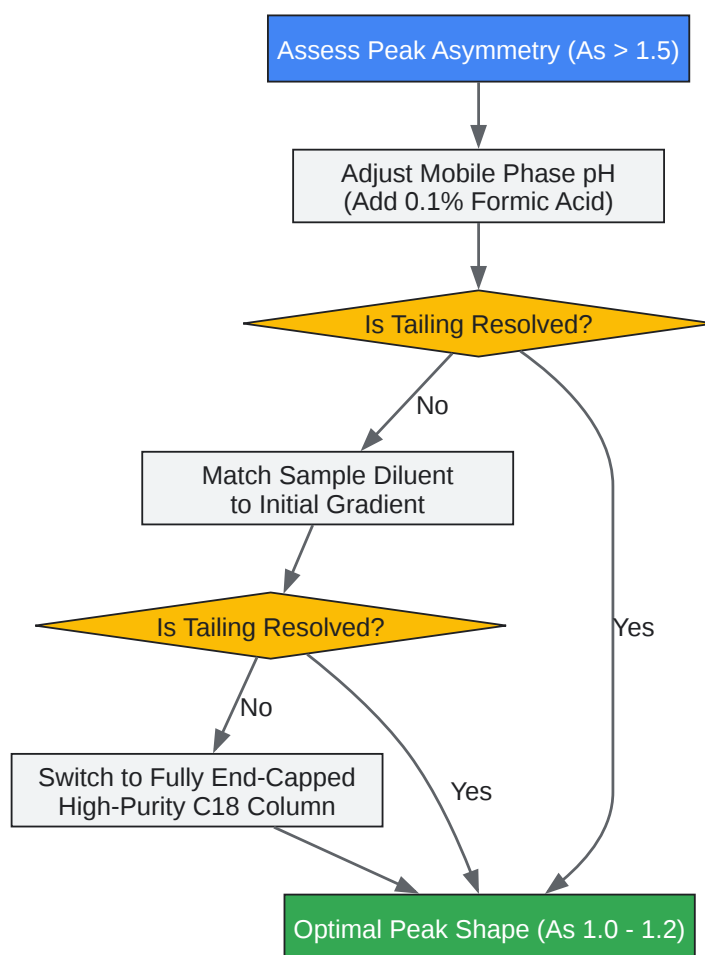 Assess Peak Asymmetry (As > 1.5)
Adjust Mobile Phase pH
(Add 0.1% Formic Acid)
Is Tailing Resolved?
No
Match Sample Diluent
to Initial Gradient
Is Tailing Resolved?
Yes
No
Switch to Fully End-Capped
High-Purity C18 Column
Yes
Optimal Peak Shape (As 1.0 - 1.2)